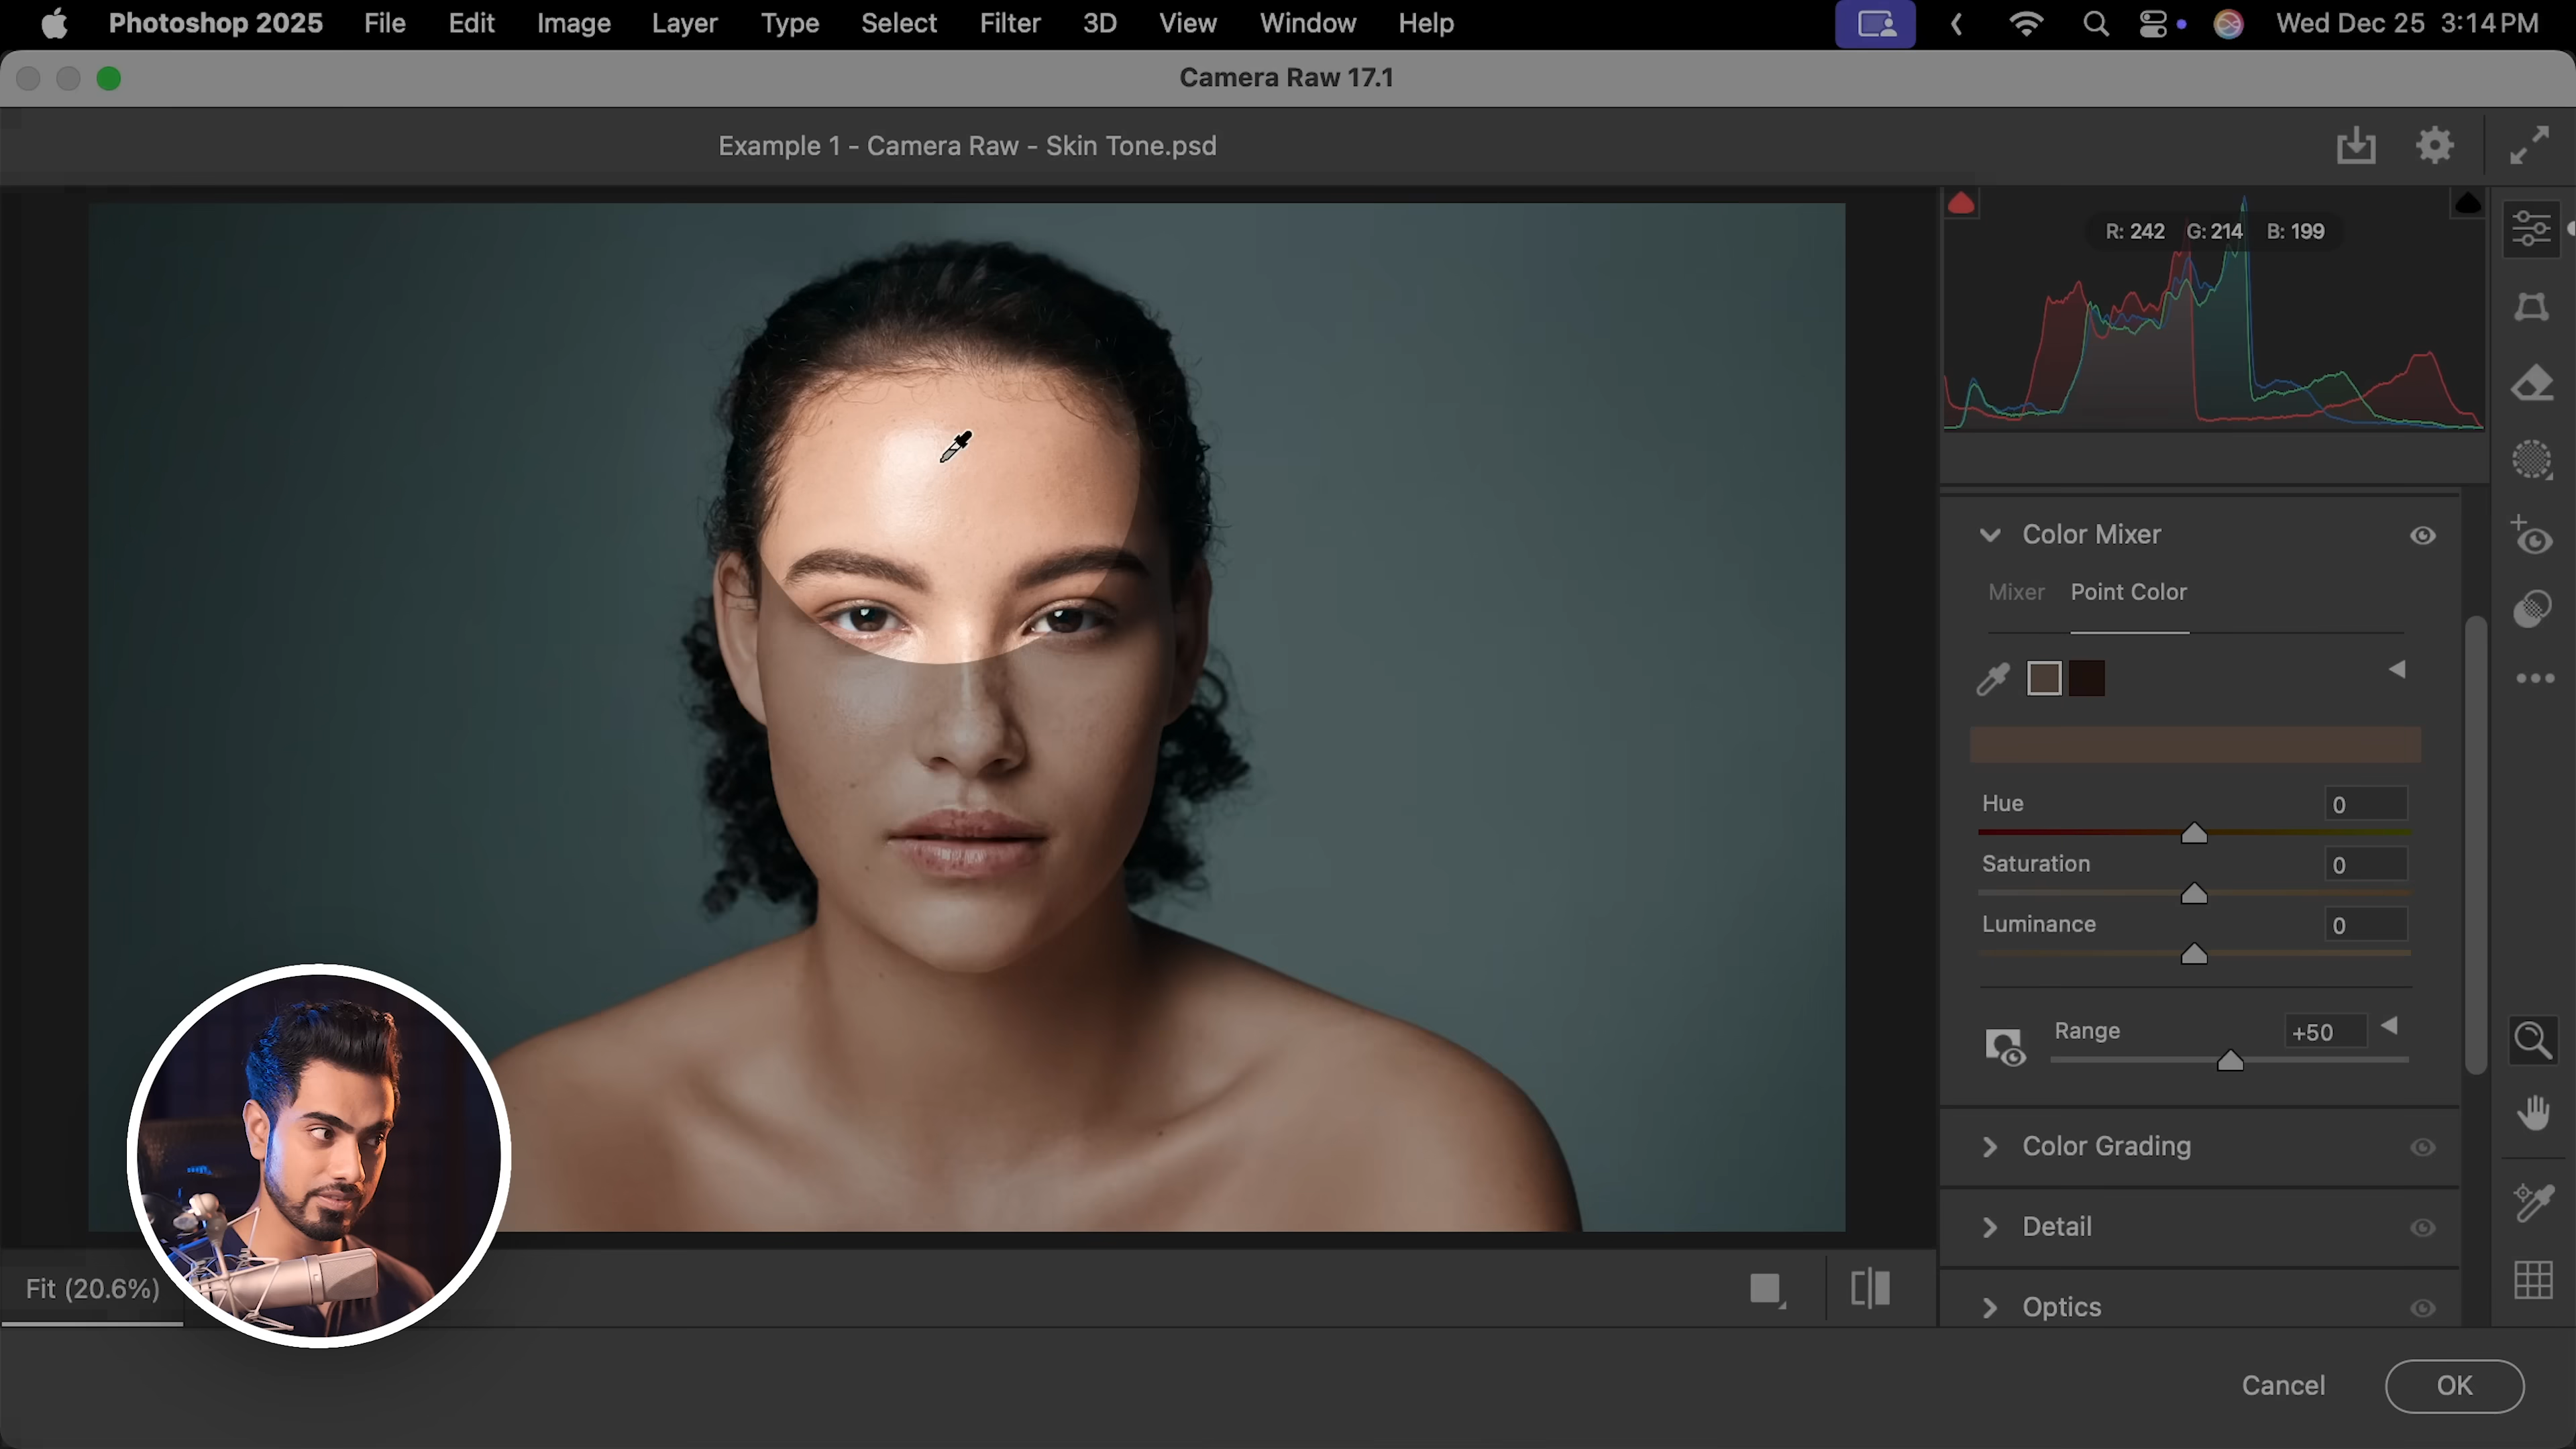 Photoshop 2025 File Edit Image Layer Type Select Filter 3D View Window Help Wed Dec 25 3:14 PM
Camera Raw 17.1
Example 1 - Camera Raw - Skin Tone.psd
R: 242 G: 214 B: 199
Color Mixer
Mixer Point Color
Hue 0
Saturation 0
Luminance 0
Range +50
Color Grading
Detail
Optics
Fit (20.6%)
Cancel OK